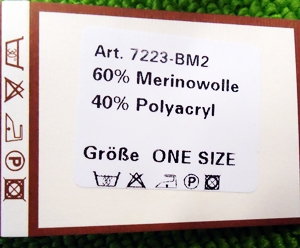 Art. 7223-BM2
60% Merinowolle
40% Polyacryl
Größe ONE SIZE
P
P